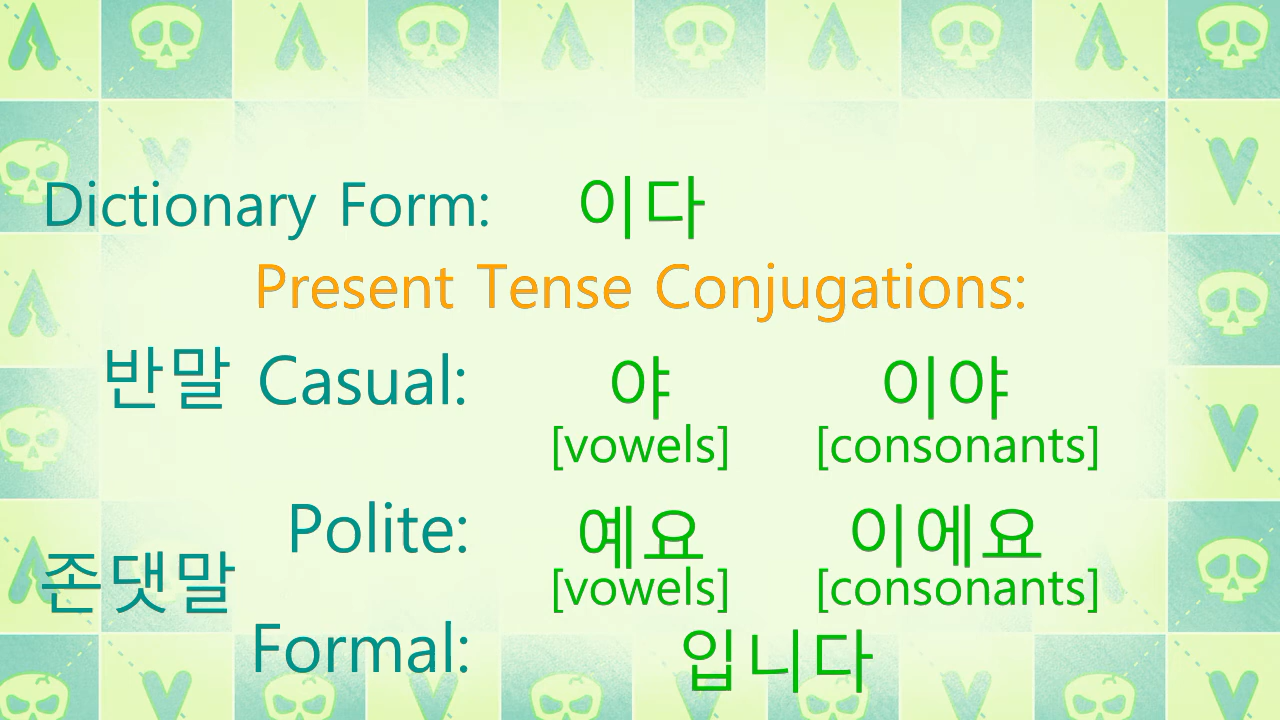 Dictionary Form: 이다
Present Tense Conjugations:
반말 Casual: 야 이야
[vowels] [consonants]
Polite: 예요 이에요
존댓말 [vowels] [consonants]
Formal: 입니다